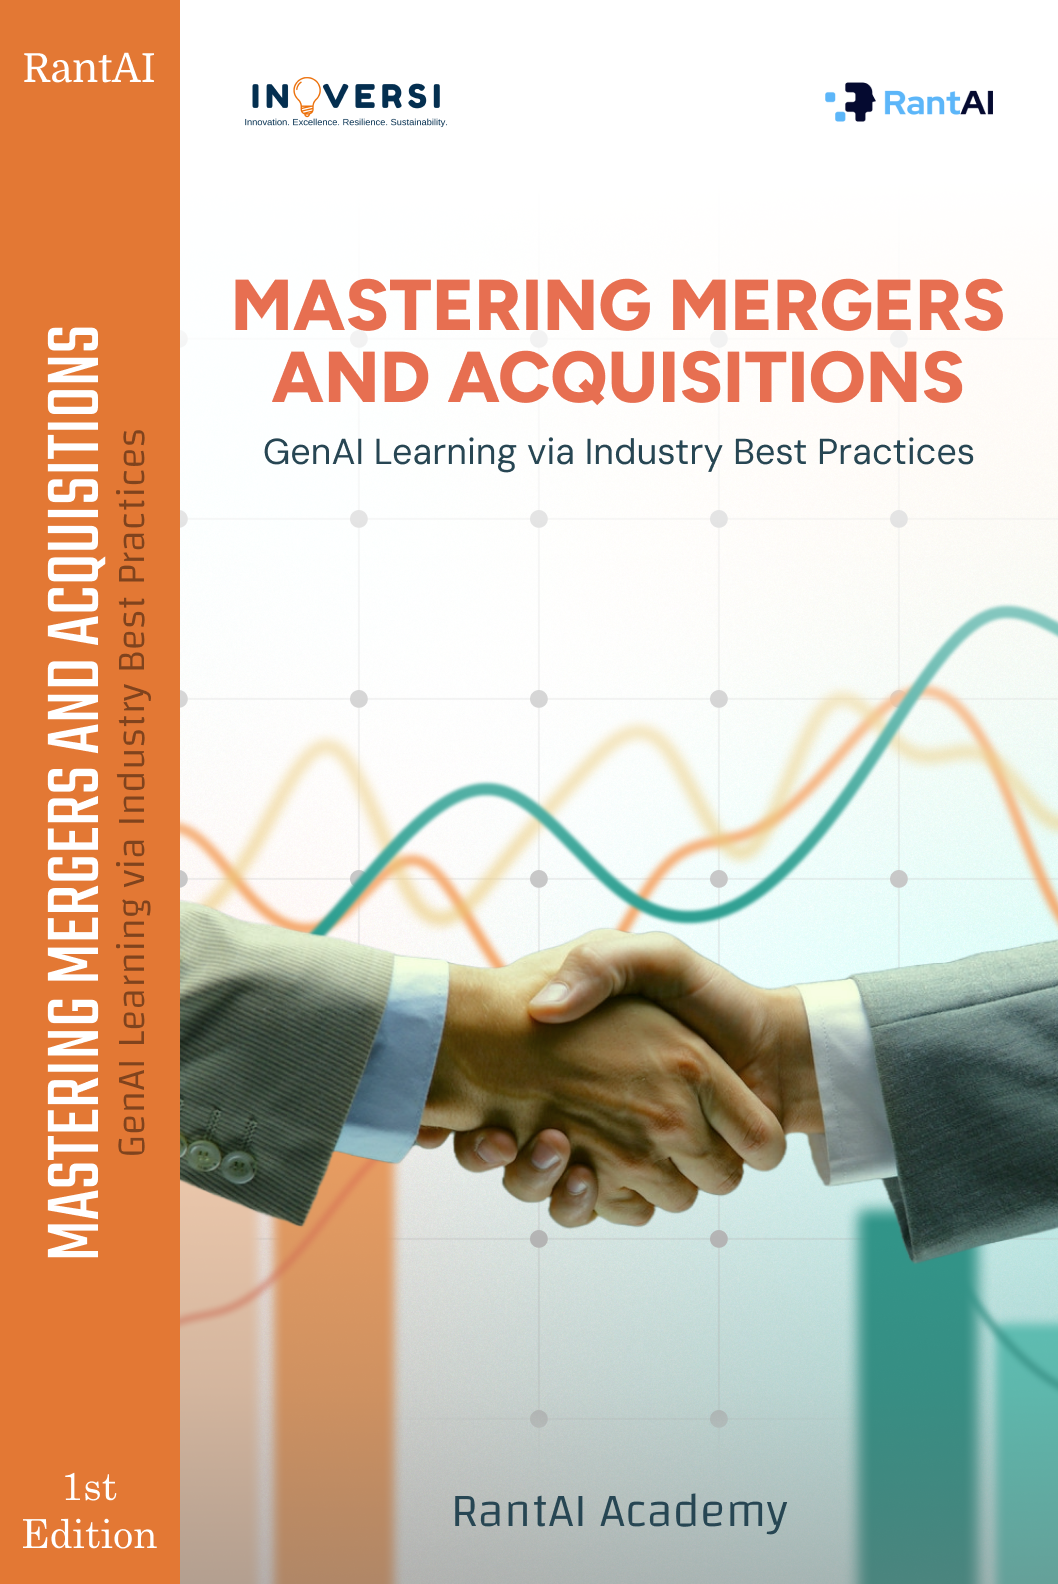 RantAI
MASTERING MERGERS AND ACQUISITIONS
GenAI Learning via Industry Best Practices
1st
Edition
INOVERSI
Innovation. Excellence. Resilience. Sustainability.
RantAI
MASTERING MERGERS
AND ACQUISITIONS
GenAI Learning via Industry Best Practices
RantAI Academy